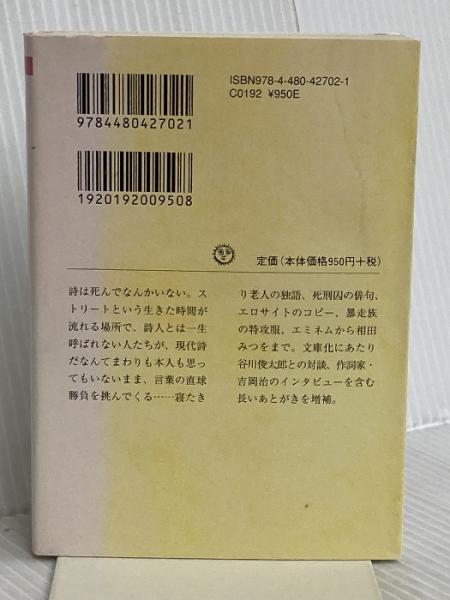 ISBN978-4-480-42702-1
C0192 ¥950E
9784480427021
1920192009508
定価(本体価格950円+税)
詩は死んでなんかいない。ス
トリートという生きた時間が
流れる場所で、詩人とは一生
呼ばれない人たちが、現代詩
だなんてまわりも本人も思っ
てもいないまま、言葉の直球
勝負を挑んでくる……寝たき
り老人の独語、死刑囚の俳句、
エロサイトのコピー、暴走族
の特攻服、エミネムから相田
みつをまで。文庫化にあたり
谷川俊太郎との対談、作詞家・
吉岡治のインタビューを含む
長いあとがきを増補。